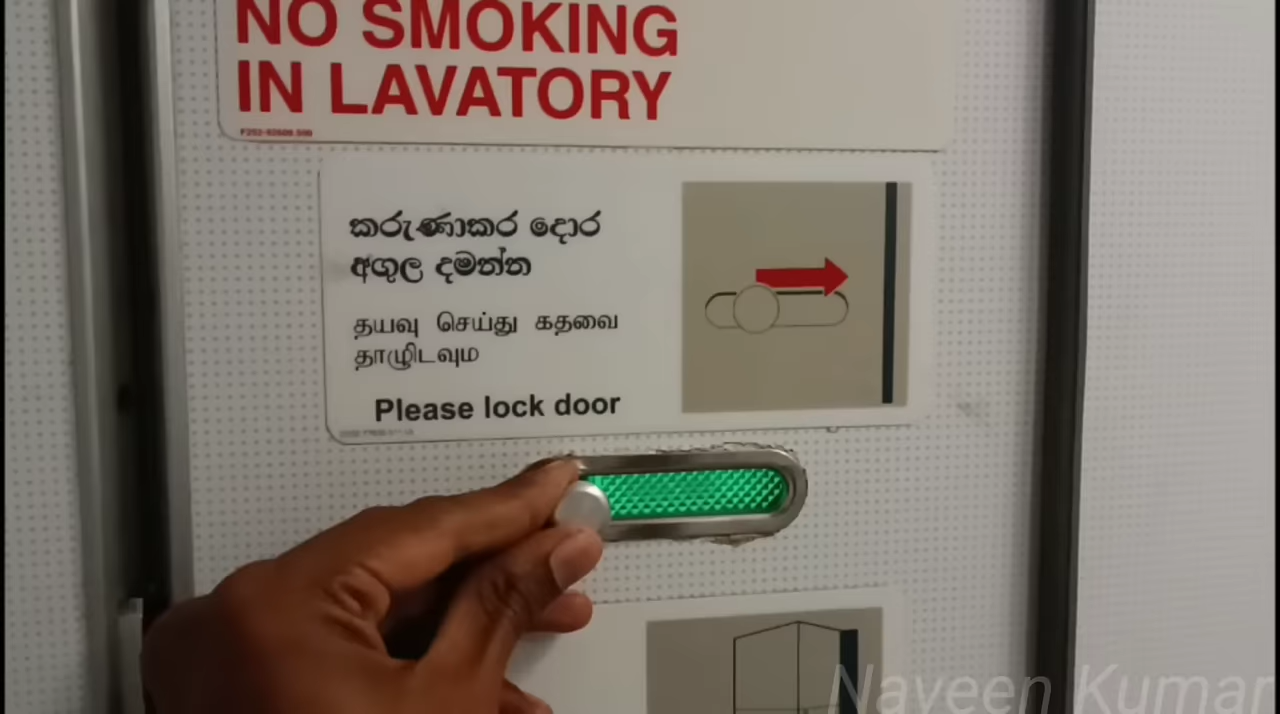 NO SMOKING
IN LAVATORY
කරුණාකර දොර
අගුල දමන්න
தயவு செய்து கதவை
தாழிடவும
Please lock door
Naveen Kumar